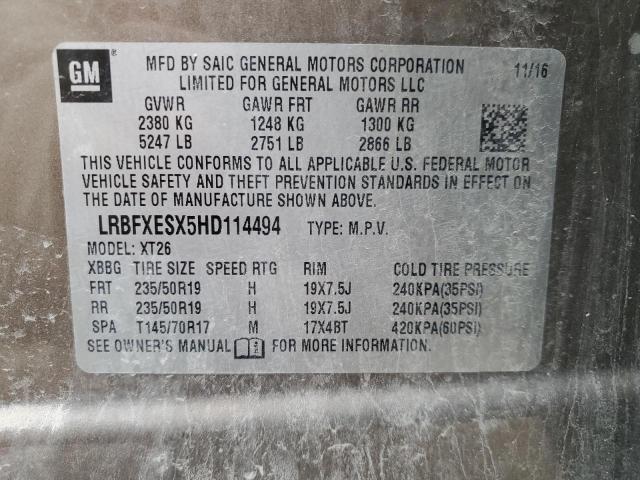 GM
MFD BY SAIC GENERAL MOTORS CORPORATION 11/16
LIMITED FOR GENERAL MOTORS LLC
GVWR GAWR FRT GAWR RR
2380 KG 1248 KG 1300 KG
5247 LB 2751 LB 2866 LB
THIS VEHICLE CONFORMS TO ALL APPLICABLE U.S. FEDERAL MOTOR
VEHICLE SAFETY AND THEFT PREVENTION STANDARDS IN EFFECT ON
THE DATE OF MANUFACTURE SHOWN ABOVE.
LRBFXESX5HD114494 TYPE: M.P.V.
MODEL: XT26
XBBG TIRE SIZE SPEED RTG RIM COLD TIRE PRESSURE
FRT 235/50R19 H 19X7.5J 240KPA(35PSI)
RR 235/50R19 H 19X7.5J 240KPA(35PSI)
SPA T145/70R17 M 17X4BT 420KPA(60PSI)
SEE OWNER'S MANUAL FOR MORE INFORMATION.